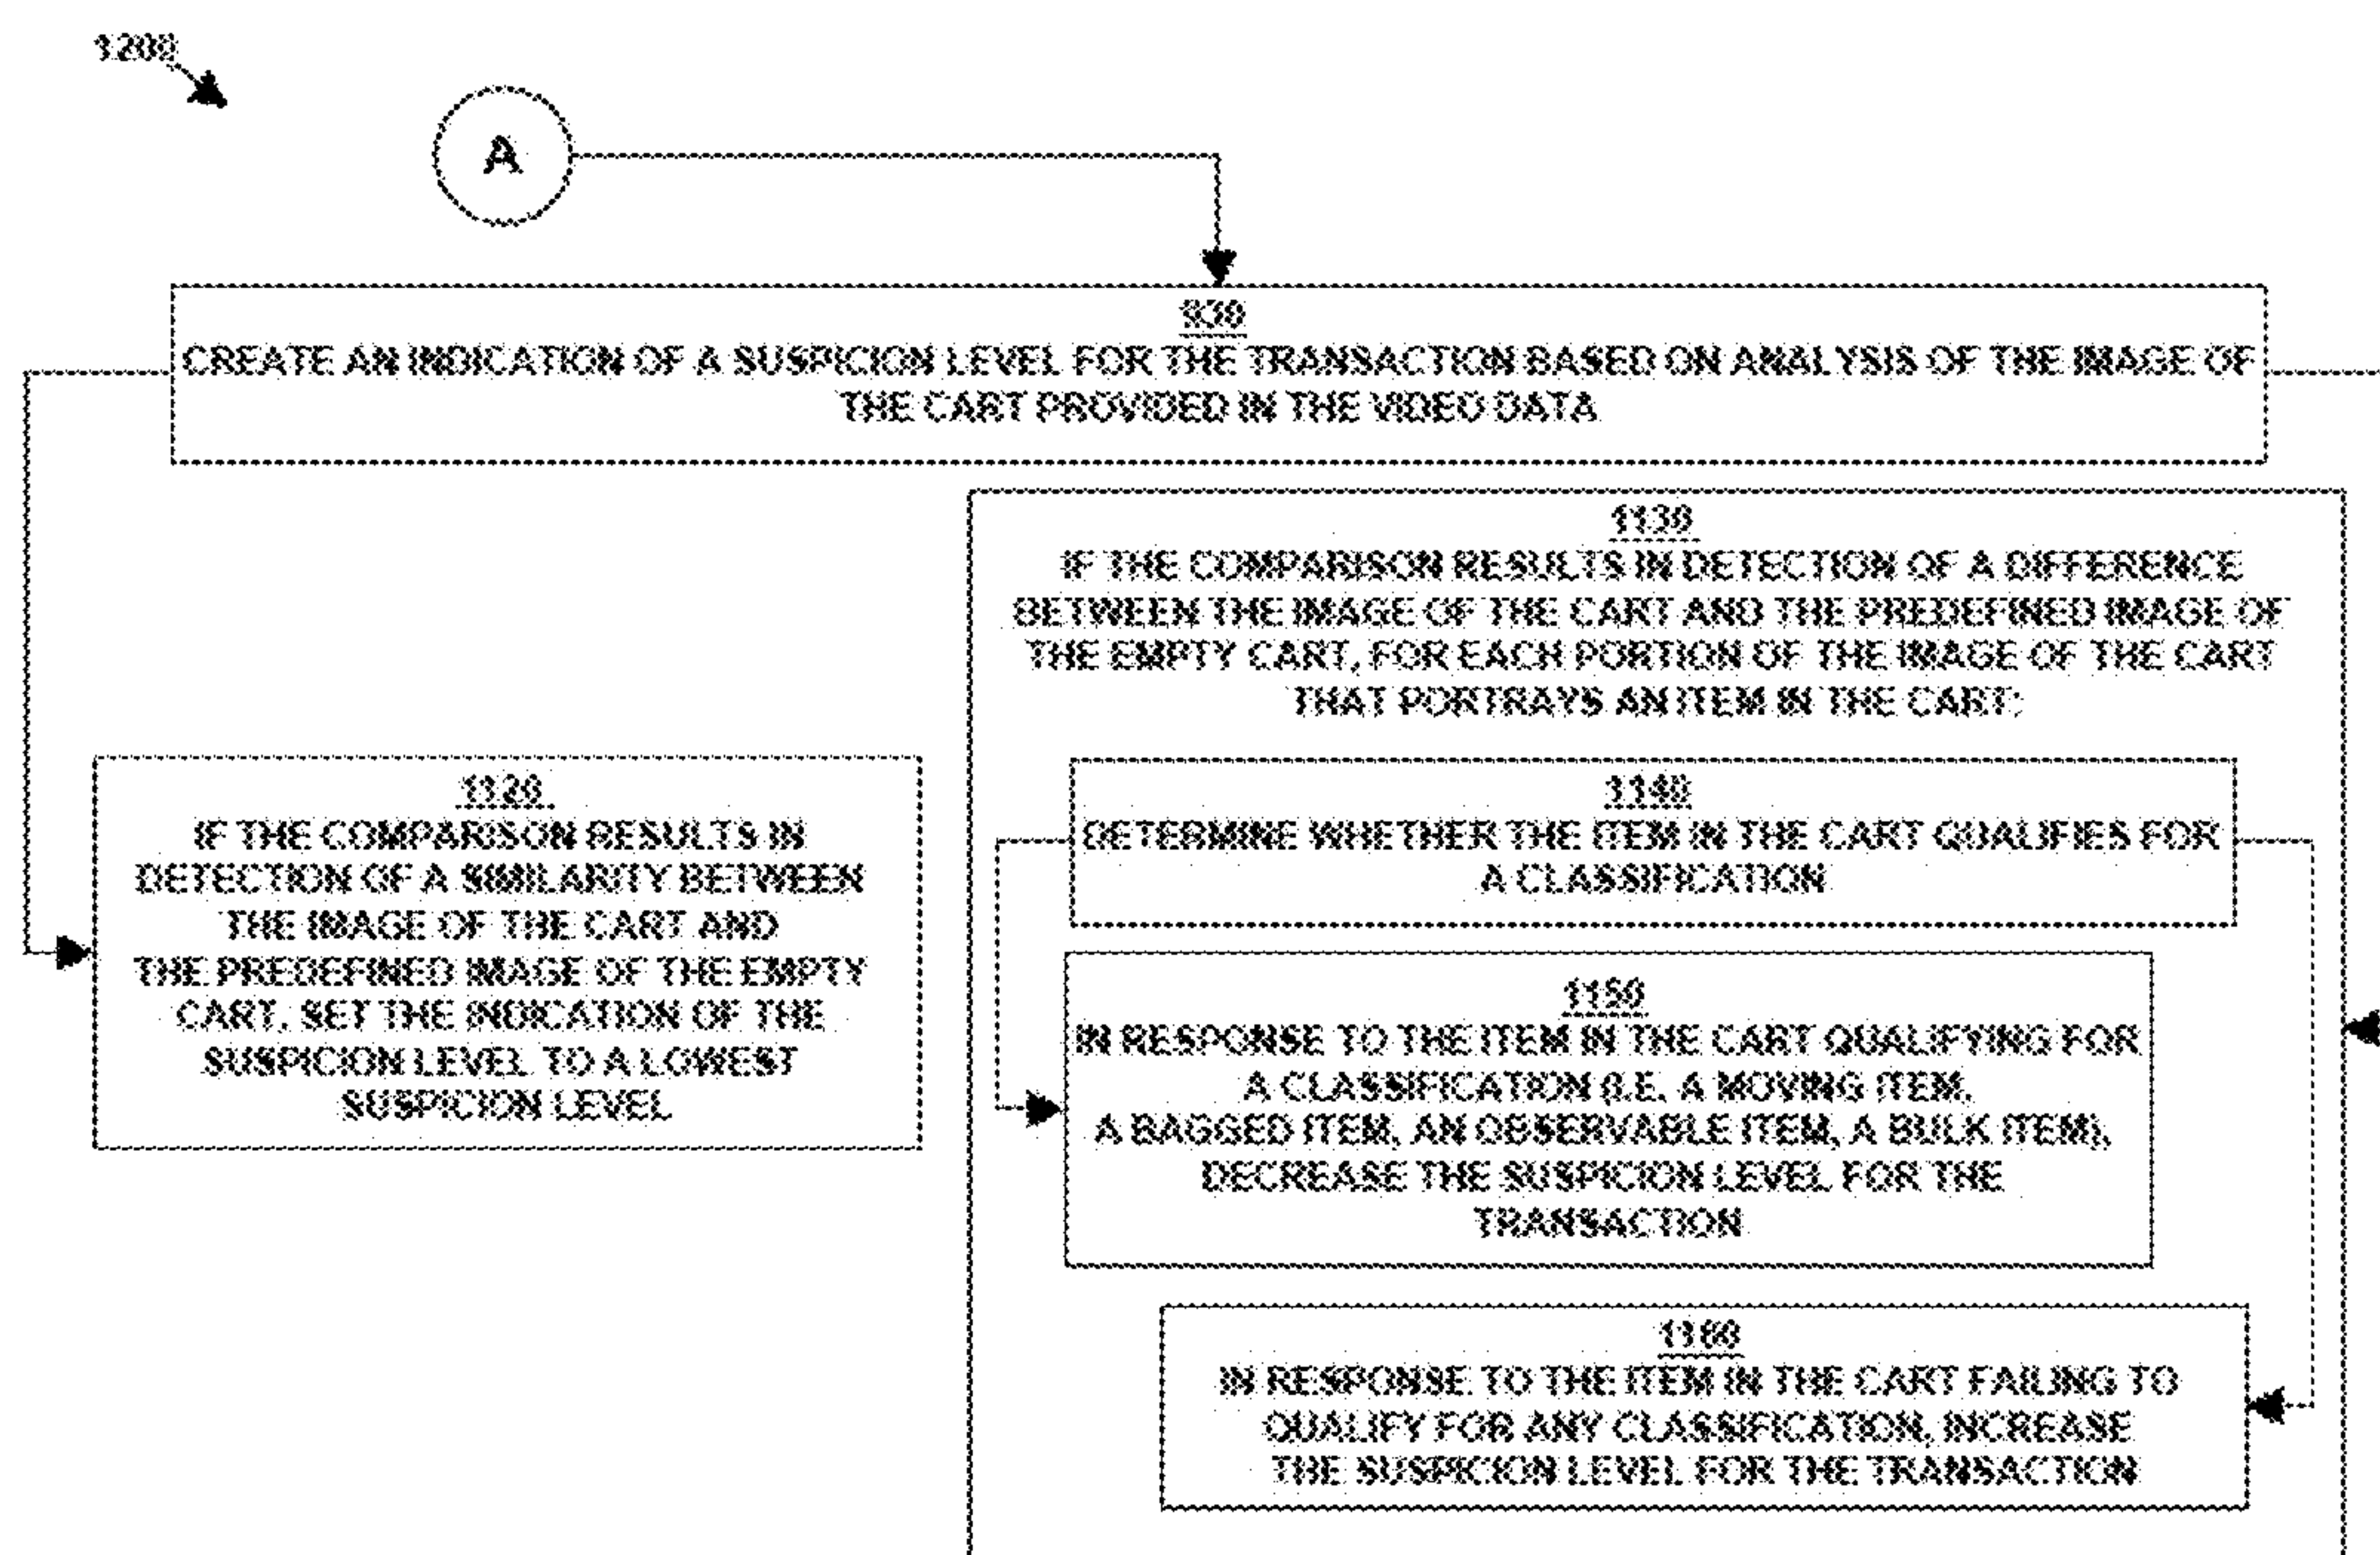 1200
A
930
CREATE AN INDICATION OF A SUSPICION LEVEL FOR THE TRANSACTION BASED ON ANALYSIS OF THE IMAGE OF
THE CART PROVIDED IN THE VIDEO DATA
1120
IF THE COMPARISON RESULTS IN
DETECTION OF A SIMILARITY BETWEEN
THE IMAGE OF THE CART AND
THE PREDEFINED IMAGE OF THE EMPTY
CART, SET THE INDICATION OF THE
SUSPICION LEVEL TO A LOWEST
SUSPICION LEVEL
1130
IF THE COMPARISON RESULTS IN DETECTION OF A DIFFERENCE
BETWEEN THE IMAGE OF THE CART AND THE PREDEFINED IMAGE OF
THE EMPTY CART, FOR EACH PORTION OF THE IMAGE OF THE CART
THAT PORTRAYS AN ITEM IN THE CART:
1140
DETERMINE WHETHER THE ITEM IN THE CART QUALIFIES FOR
A CLASSIFICATION
1150
IN RESPONSE TO THE ITEM IN THE CART QUALIFYING FOR
A CLASSIFICATION (I.E. A MOVING ITEM,
A BAGGED ITEM, AN OBSERVABLE ITEM, A BULK ITEM),
DECREASE THE SUSPICION LEVEL FOR THE
TRANSACTION
1160
IN RESPONSE TO THE ITEM IN THE CART FAILING TO
QUALIFY FOR ANY CLASSIFICATION, INCREASE
THE SUSPICION LEVEL FOR THE TRANSACTION